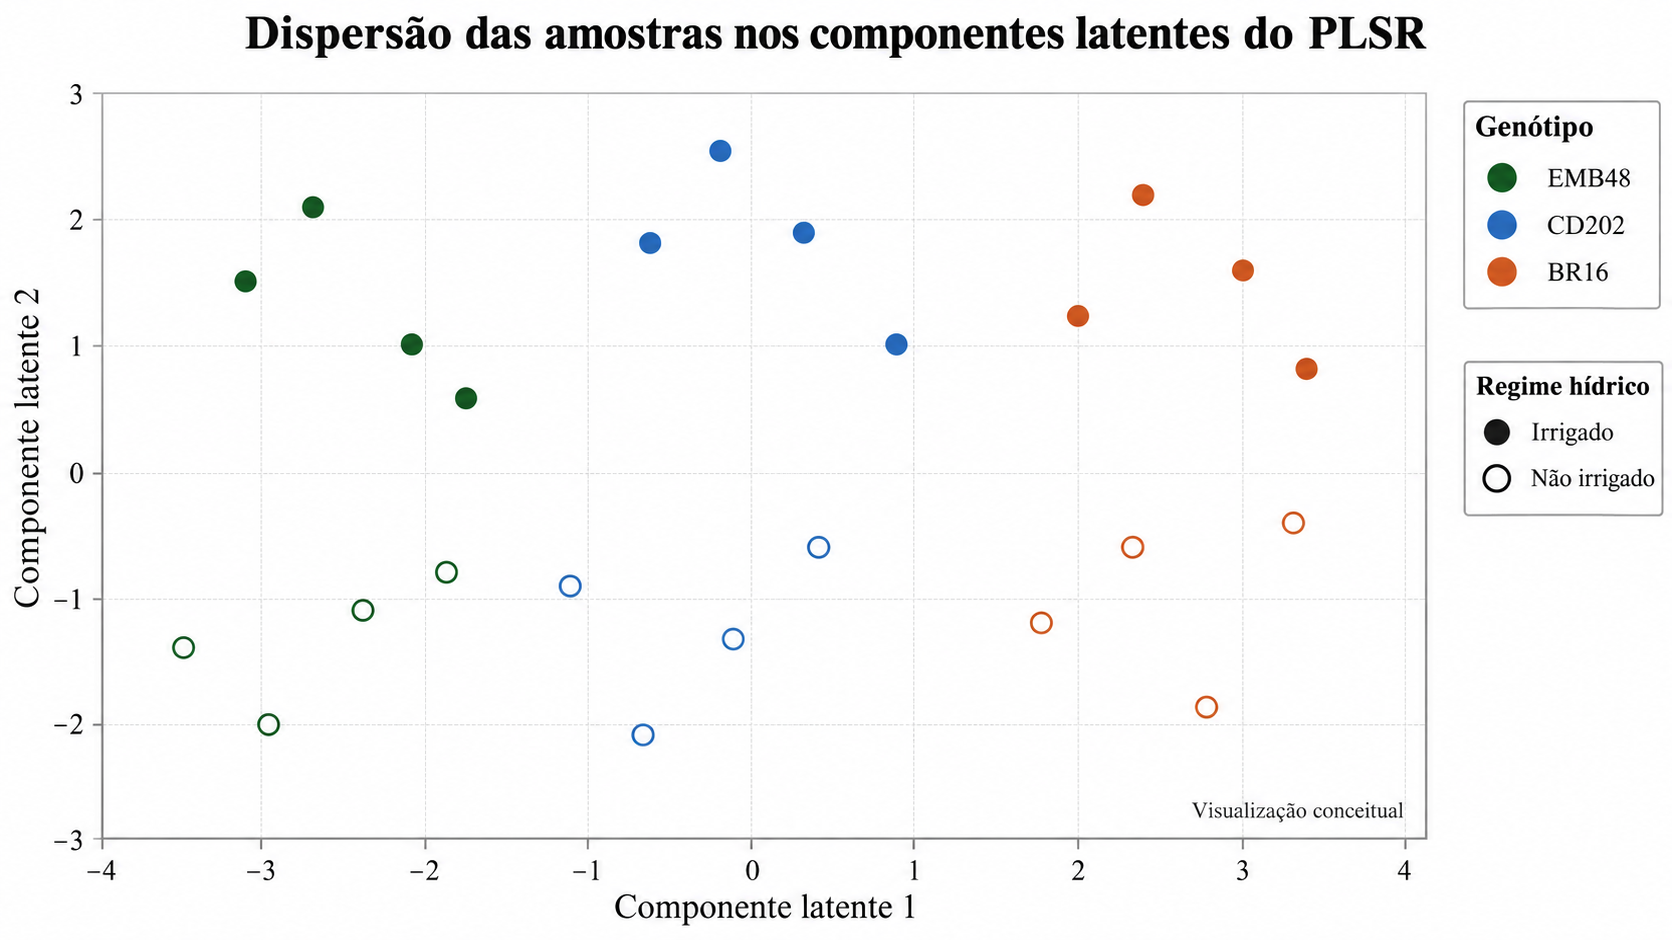 Dispersão das amostras nos componentes latentes do PLSR
3
2
1
0
−1
−2
−3
Componente latente 2
−4
−3
−2
−1
0
1
2
3
4
Componente latente 1
Visualização conceitual
Genótipo
EMB48
CD202
BR16
Regime hídrico
Irrigado
Não irrigado